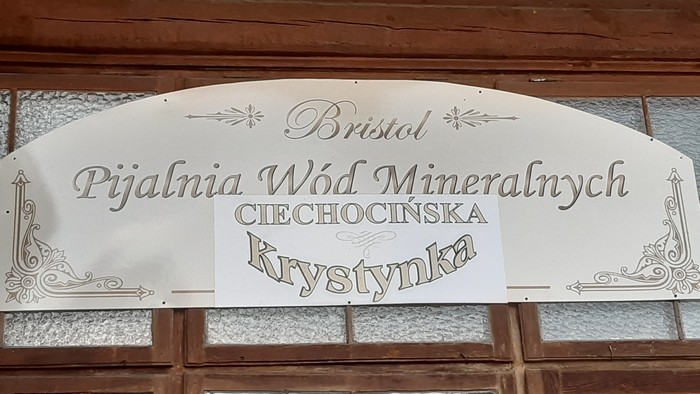 Bristol
Pijalnia Wód Mineralnych
CIECHOCIŃSKA
Krystynka